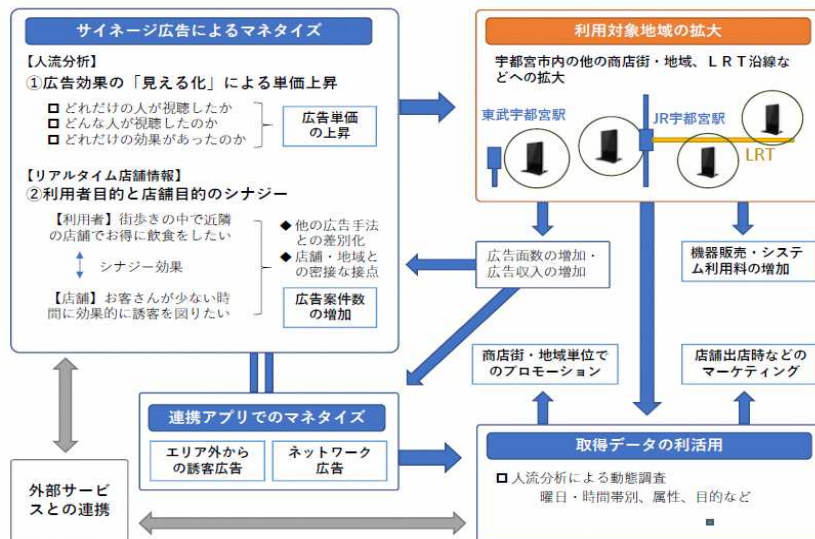 サイネージ広告によるマネタイズ
【人流分析】
①広告効果の「見える化」による単価上昇
どれだけの人が視聴したか
どんな人が視聴したのか
どれだけの効果があったのか
広告単価
の上昇
【リアルタイム店舗情報】
②利用者目的と店舗目的のシナジー
【利用者】街歩きの中で近隣
の店舗でお得に飲食をしたい
シナジー効果
【店舗】お客さんが少ない時
間に効果的に誘客を図りたい
◆ 他の広告手法
との差別化
◆ 店舗・地域と
の密接な接点
広告案件数
の増加
利用対象地域の拡大
宇都宮市内の他の商店街・地域、LRT沿線な
どへの拡大
東武宇都宮駅
JR宇都宮駅
LRT
広告面数の増加・
広告収入の増加
機器販売・システ
ム利用料の増加
商店街・地域単位で
のプロモーション
店舗出店時などの
マーケティング
連携アプリでのマネタイズ
エリア外から
の誘客広告
ネットワーク
広告
取得データの利活用
人流分析による動態調査
曜日・時間帯別、属性、目的など
外部サービ
スとの連携